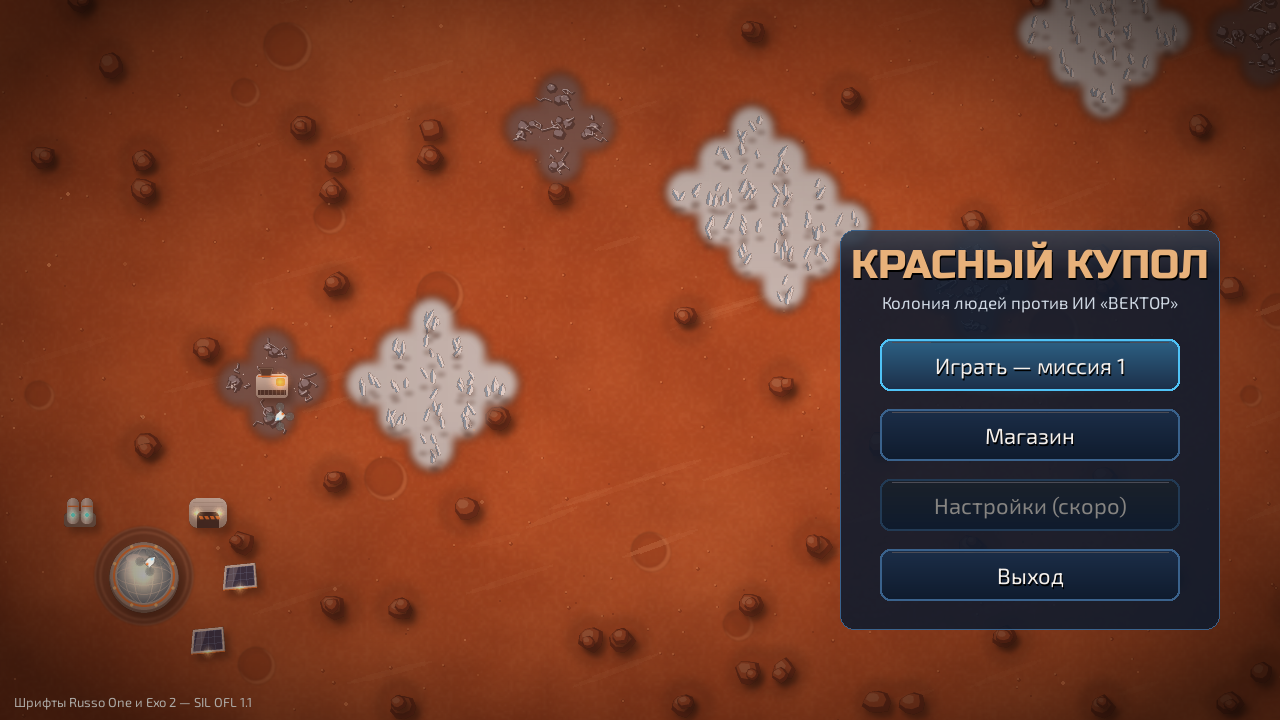 КРАСНЫЙ КУПОЛ
Колония людей против ИИ «ВЕКТОР»
Играть — миссия 1
Магазин
Настройки (скоро)
Выход
Шрифты Russo One и Exo 2 — SIL OFL 1.1